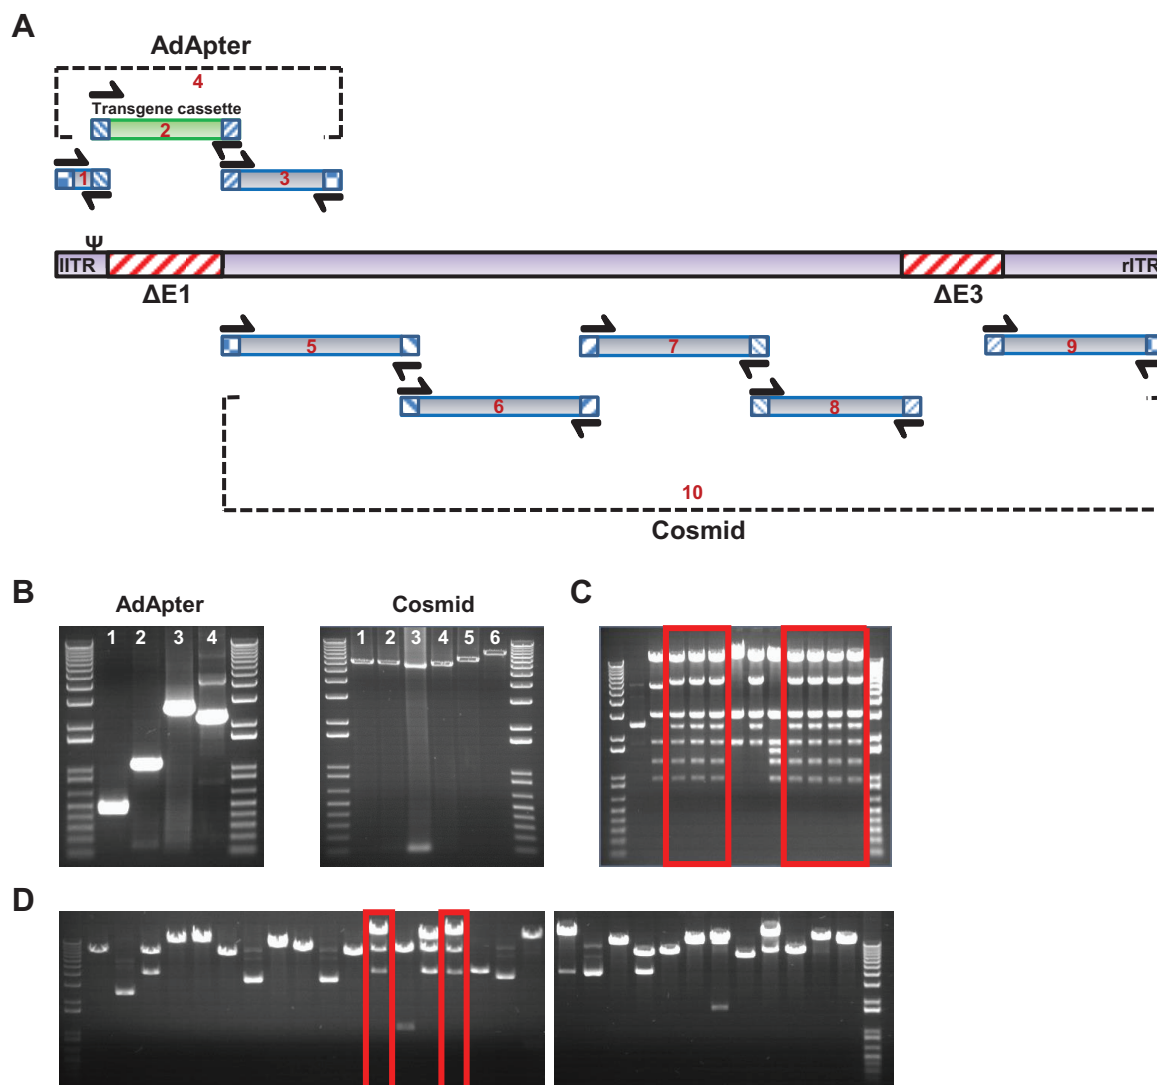 A
AdApter
4
Transgene cassette
2
1
3
Ψ
lITR
rITR
ΔE1
ΔE3
5
7
9
6
8
10
Cosmid
B
AdApter
Cosmid
C
1 2 3 4
1 2 3 4 5 6
D